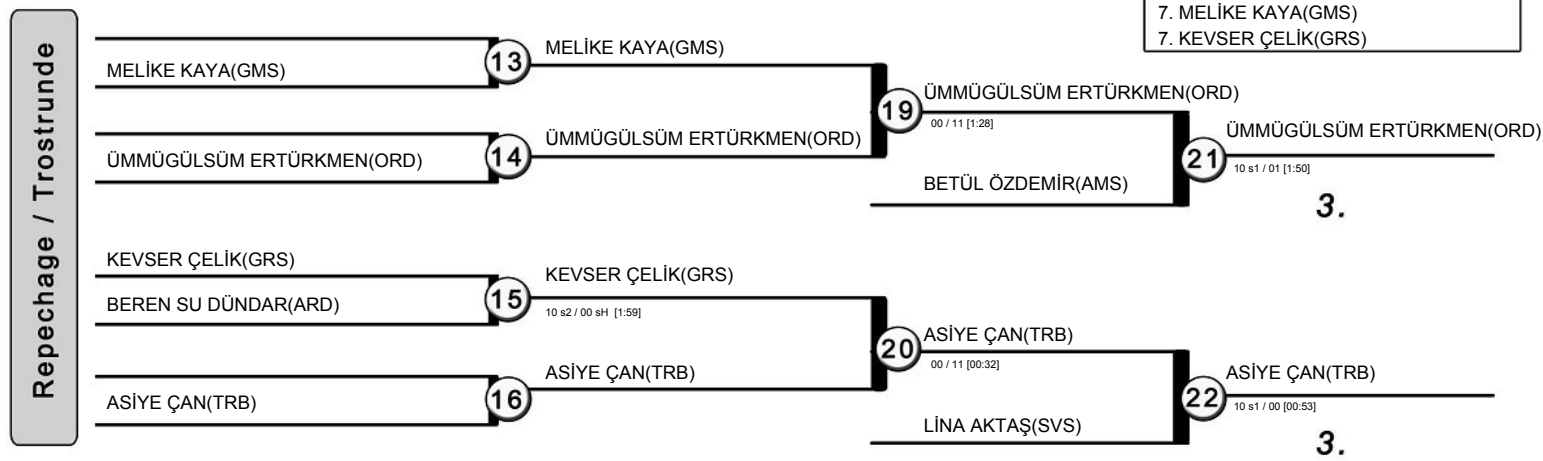 7. MELİKE KAYA(GMS)
7. KEVSER ÇELİK(GRS)
Repechage / Trostrunde
MELİKE KAYA(GMS)
13
MELİKE KAYA(GMS)
ÜMMÜGÜLSÜM ERTÜRKMEN(ORD)
14
ÜMMÜGÜLSÜM ERTÜRKMEN(ORD)
19
ÜMMÜGÜLSÜM ERTÜRKMEN(ORD)
00 / 11 [1:28]
BETÜL ÖZDEMİR(AMS)
21
ÜMMÜGÜLSÜM ERTÜRKMEN(ORD)
10 s1 / 01 [1:50]
3.
KEVSER ÇELİK(GRS)
BEREN SU DÜNDAR(ARD)
15
KEVSER ÇELİK(GRS)
10 s2 / 00 sH [1:59]
ASİYE ÇAN(TRB)
16
ASİYE ÇAN(TRB)
20
ASİYE ÇAN(TRB)
00 / 11 [00:32]
LİNA AKTAŞ(SVS)
22
ASİYE ÇAN(TRB)
10 s1 / 00 [00:53]
3.